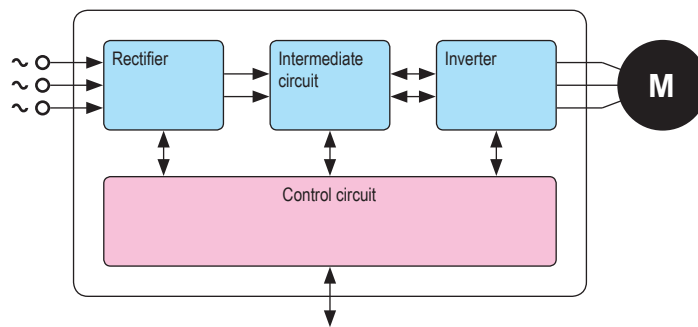 Rectifier
Intermediate
circuit
Inverter
~
~
~
M
Control circuit